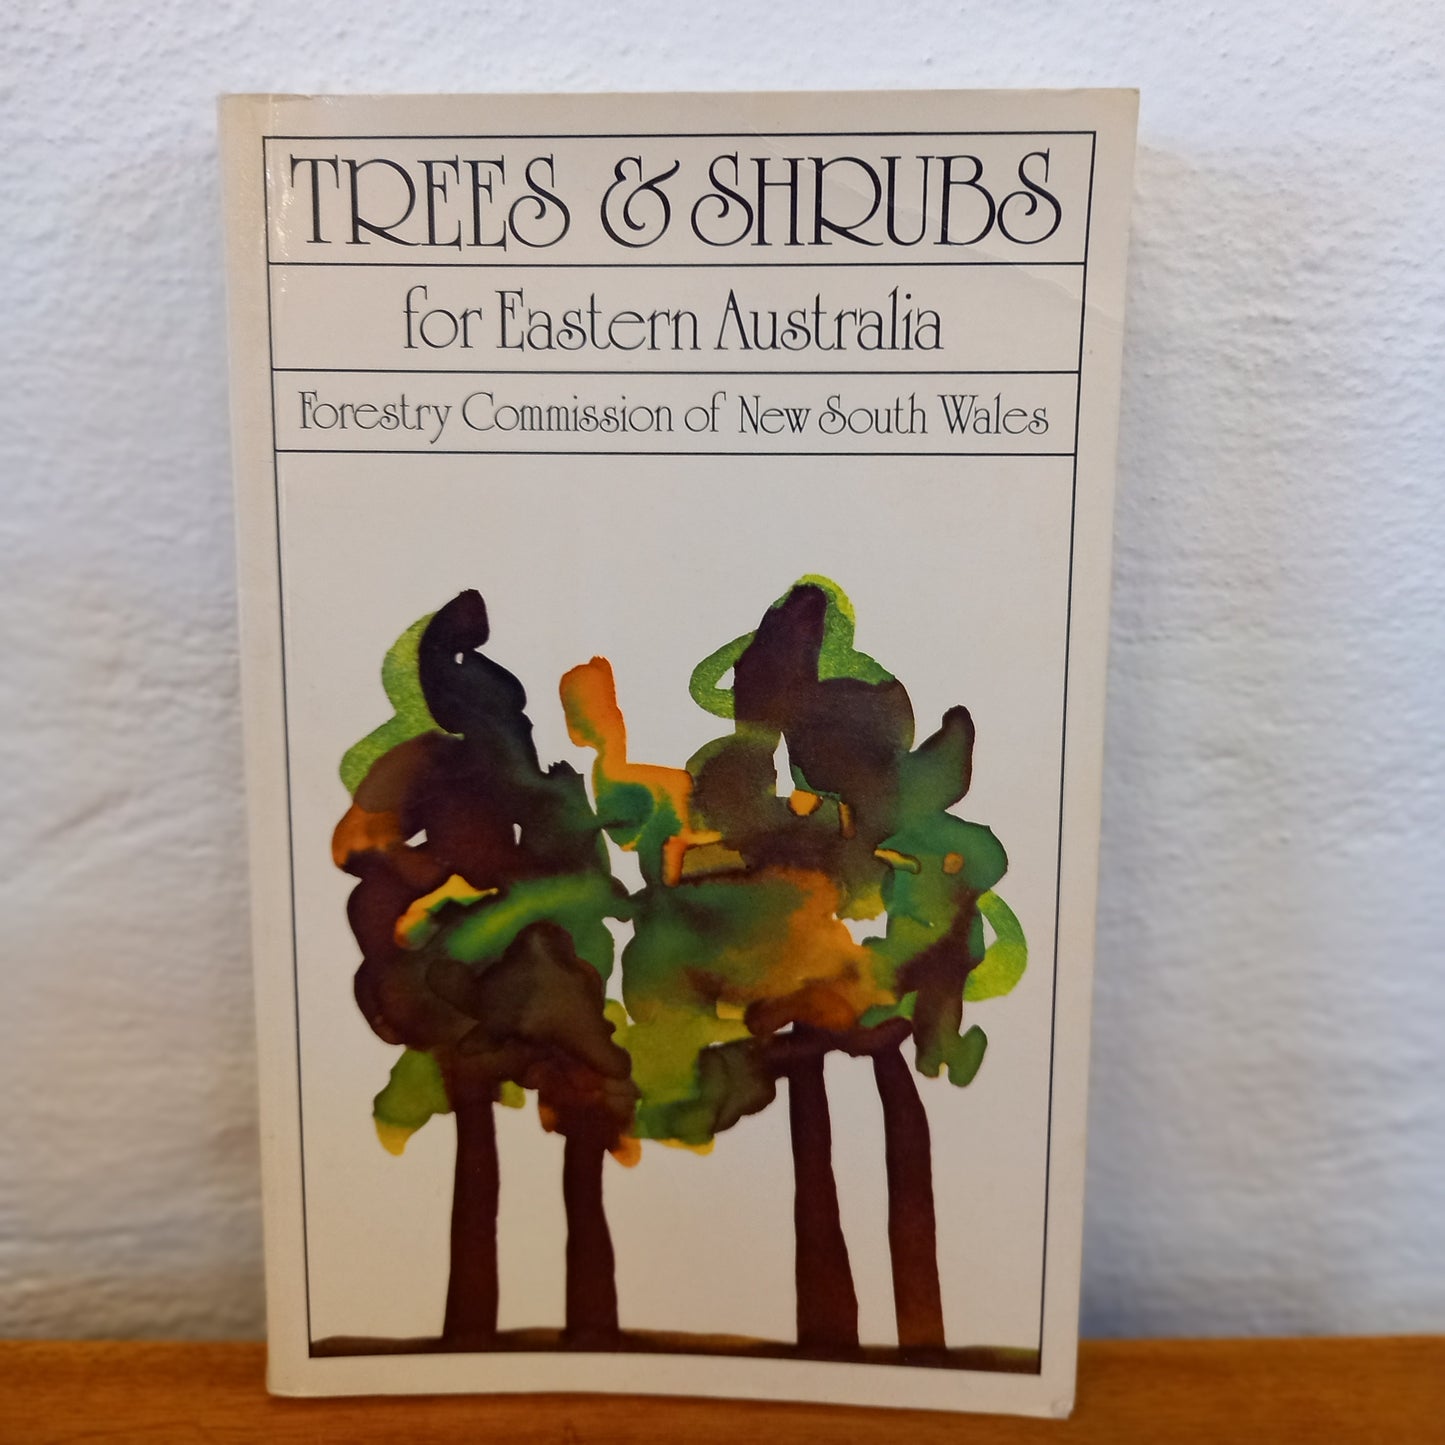 TREES & SHRUBS
for Eastern Australia
Forestry Commission of New South Wales